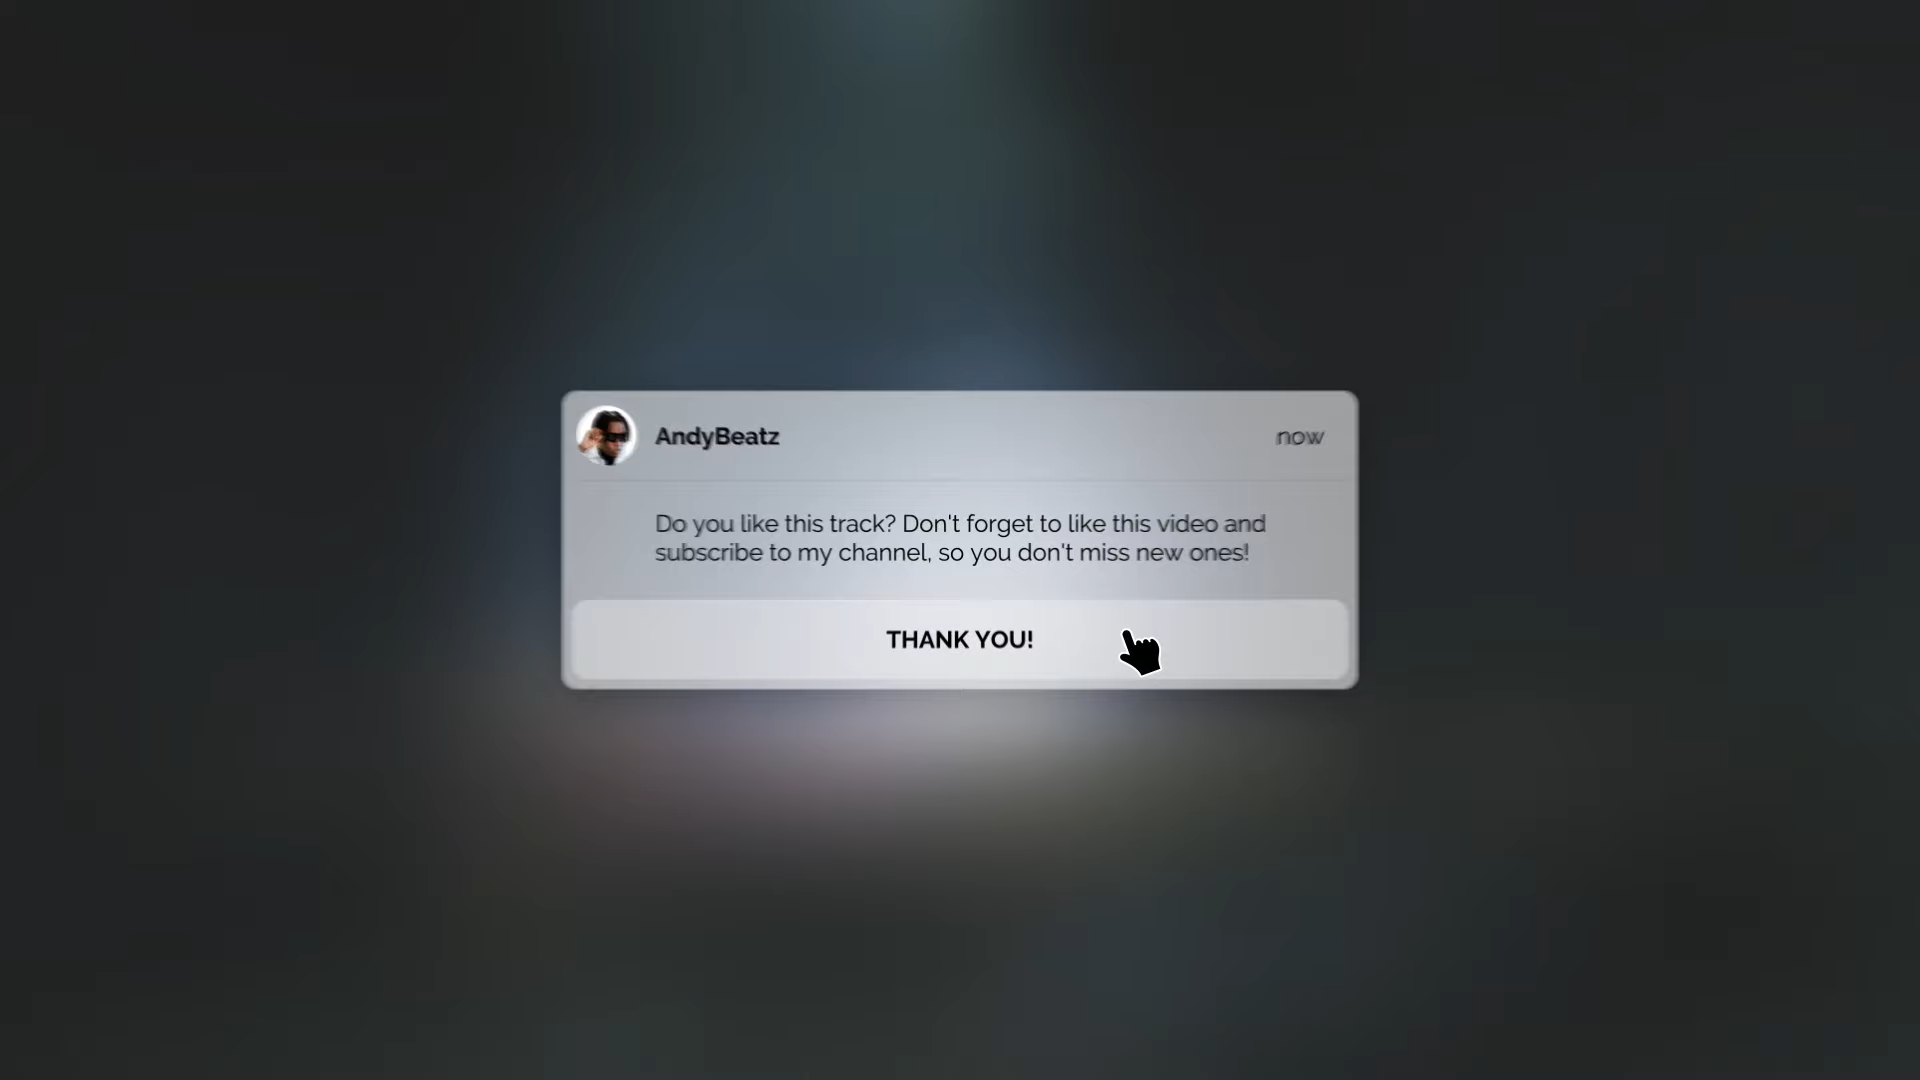 AndyBeatz
now
Do you like this track? Don't forget to like this video and
subscribe to my channel, so you don't miss new ones!
THANK YOU!